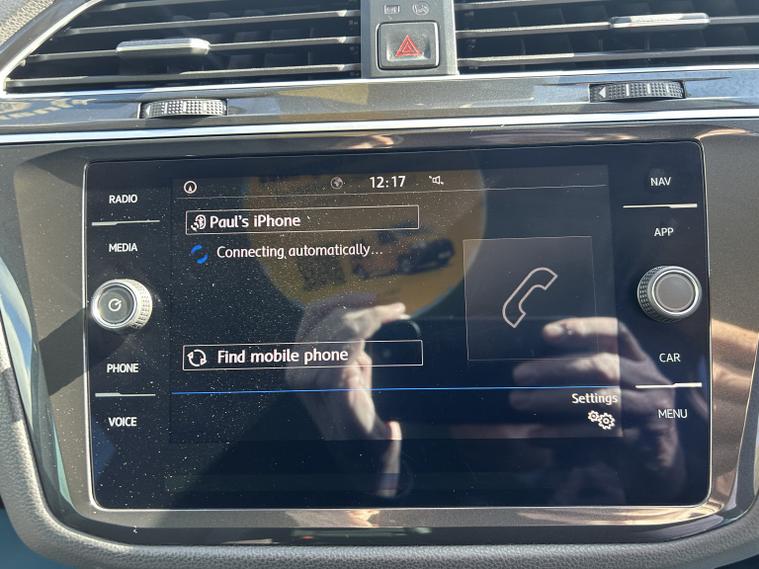 12:17
RADIO
NAV
Paul's iPhone
MEDIA
APP
Connecting automatically...
Find mobile phone
PHONE
CAR
Settings
VOICE
MENU